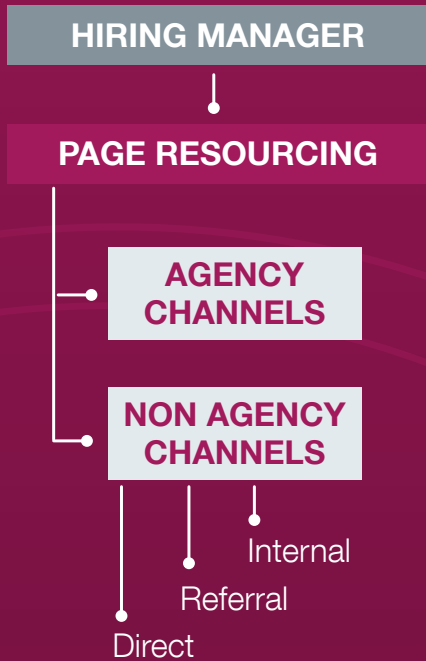 HIRING MANAGER
PAGE RESOURCING
AGENCY
CHANNELS
NON AGENCY
CHANNELS
Internal
Referral
Direct